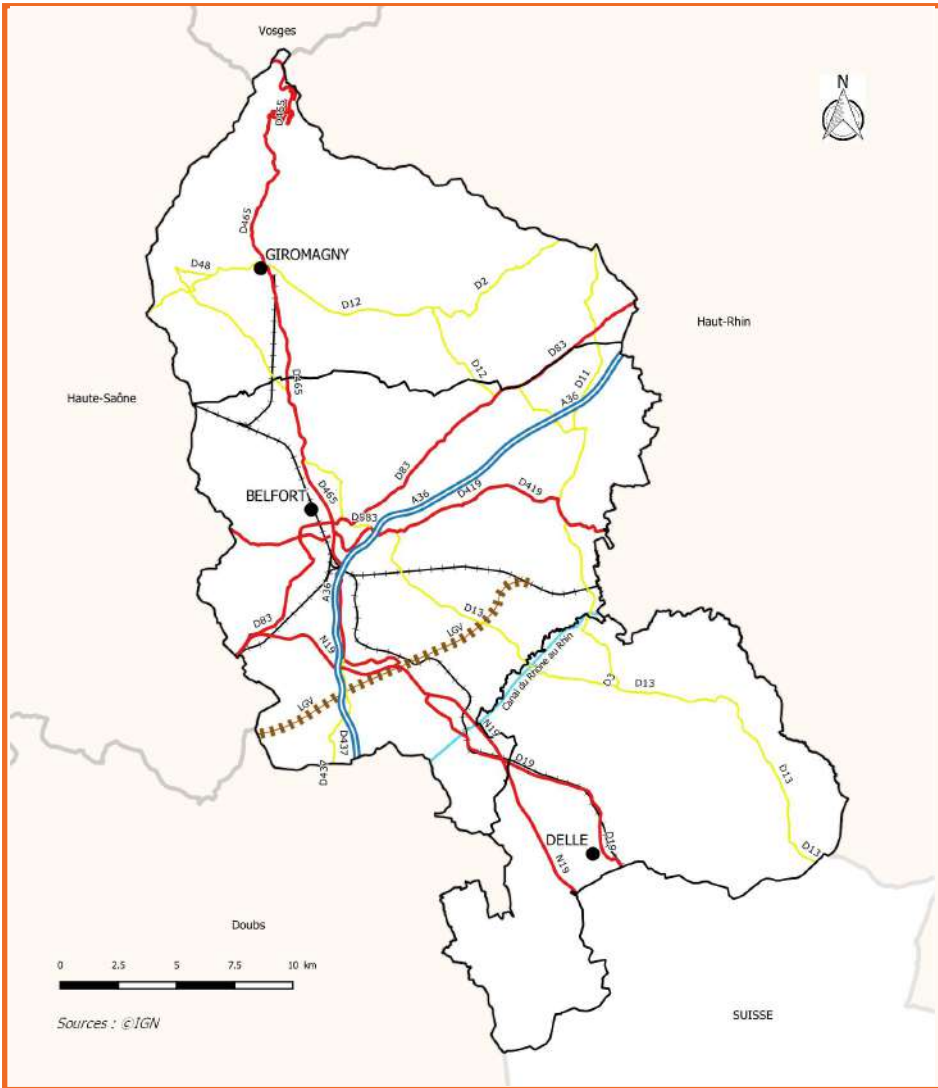 Vosges
N
D465
D465
GIROMAGNY
D48
D2
D12
Haut-Rhin
D83
D12
D11
D465
Haute-Saône
A36
D83
D465
BELFORT
A36
D419
D419
D983
A36
D13
D83
LGV
N19
Canal du Rhône au Rhin
D3
D13
LGV
N19
D437
D437
D19
D13
DELLE
D19
D13
N19
Doubs
0 2.5 5 7.5 10 km
Sources : ©IGN
SUISSE